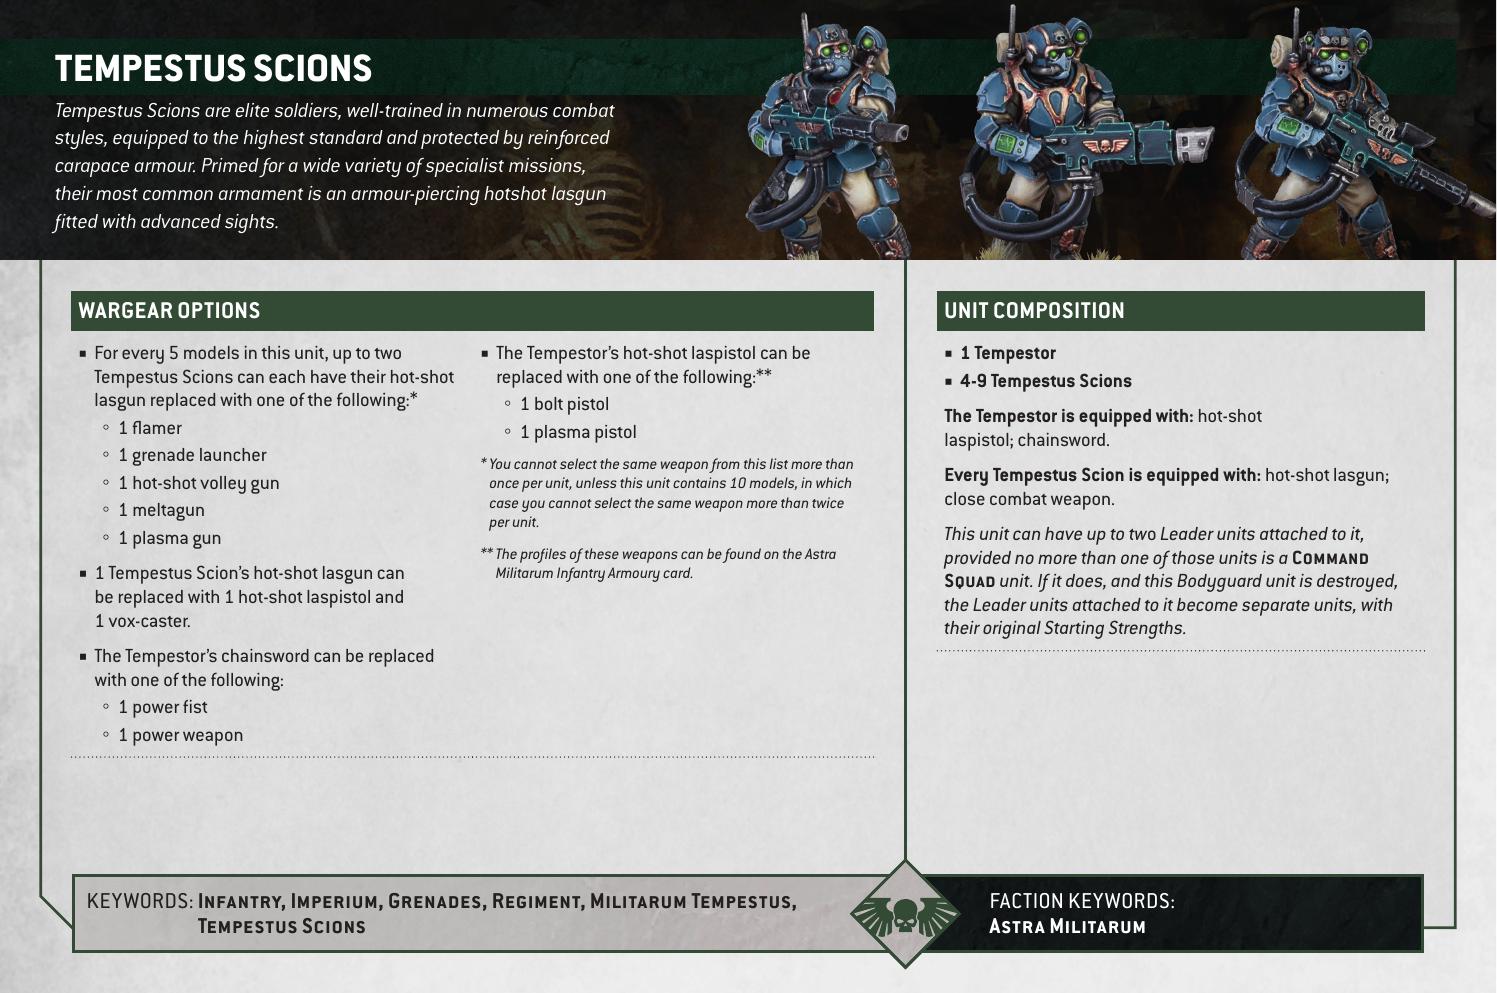 TEMPESTUS SCIONS
Tempestus Scions are elite soldiers, well-trained in numerous combat
styles, equipped to the highest standard and protected by reinforced
carapace armour. Primed for a wide variety of specialist missions,
their most common armament is an armour-piercing hotshot lasgun
fitted with advanced sights.
WARGEAR OPTIONS
■ For every 5 models in this unit, up to two
Tempestus Scions can each have their hot-shot
lasgun replaced with one of the following:*
◦ 1 flamer
◦ 1 grenade launcher
◦ 1 hot-shot volley gun
◦ 1 meltagun
◦ 1 plasma gun
■ 1 Tempestus Scion's hot-shot lasgun can
be replaced with 1 hot-shot laspistol and
1 vox-caster.
■ The Tempestor's chainsword can be replaced
with one of the following:
◦ 1 power fist
◦ 1 power weapon
■ The Tempestor's hot-shot laspistol can be
replaced with one of the following:**
◦ 1 bolt pistol
◦ 1 plasma pistol
* You cannot select the same weapon from this list more than
once per unit, unless this unit contains 10 models, in which
case you cannot select the same weapon more than twice
per unit.
** The profiles of these weapons can be found on the Astra
Militarum Infantry Armoury card.
UNIT COMPOSITION
■ 1 Tempestor
■ 4-9 Tempestus Scions
The Tempestor is equipped with: hot-shot
laspistol; chainsword.
Every Tempestus Scion is equipped with: hot-shot lasgun;
close combat weapon.
This unit can have up to two Leader units attached to it,
provided no more than one of those units is a COMMAND
SQUAD unit. If it does, and this Bodyguard unit is destroyed,
the Leader units attached to it become separate units, with
their original Starting Strengths.
KEYWORDS: INFANTRY, IMPERIUM, GRENADES, REGIMENT, MILITARUM TEMPESTUS,
TEMPESTUS SCIONS
FACTION KEYWORDS:
ASTRA MILITARUM